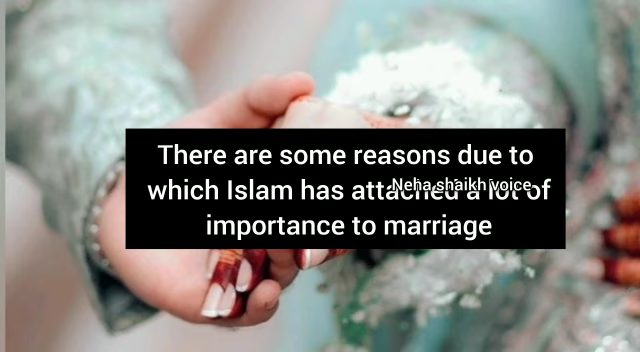 There are some reasons due to
which Islam has attached a lot of
Neha shaikh voice
importance to marriage